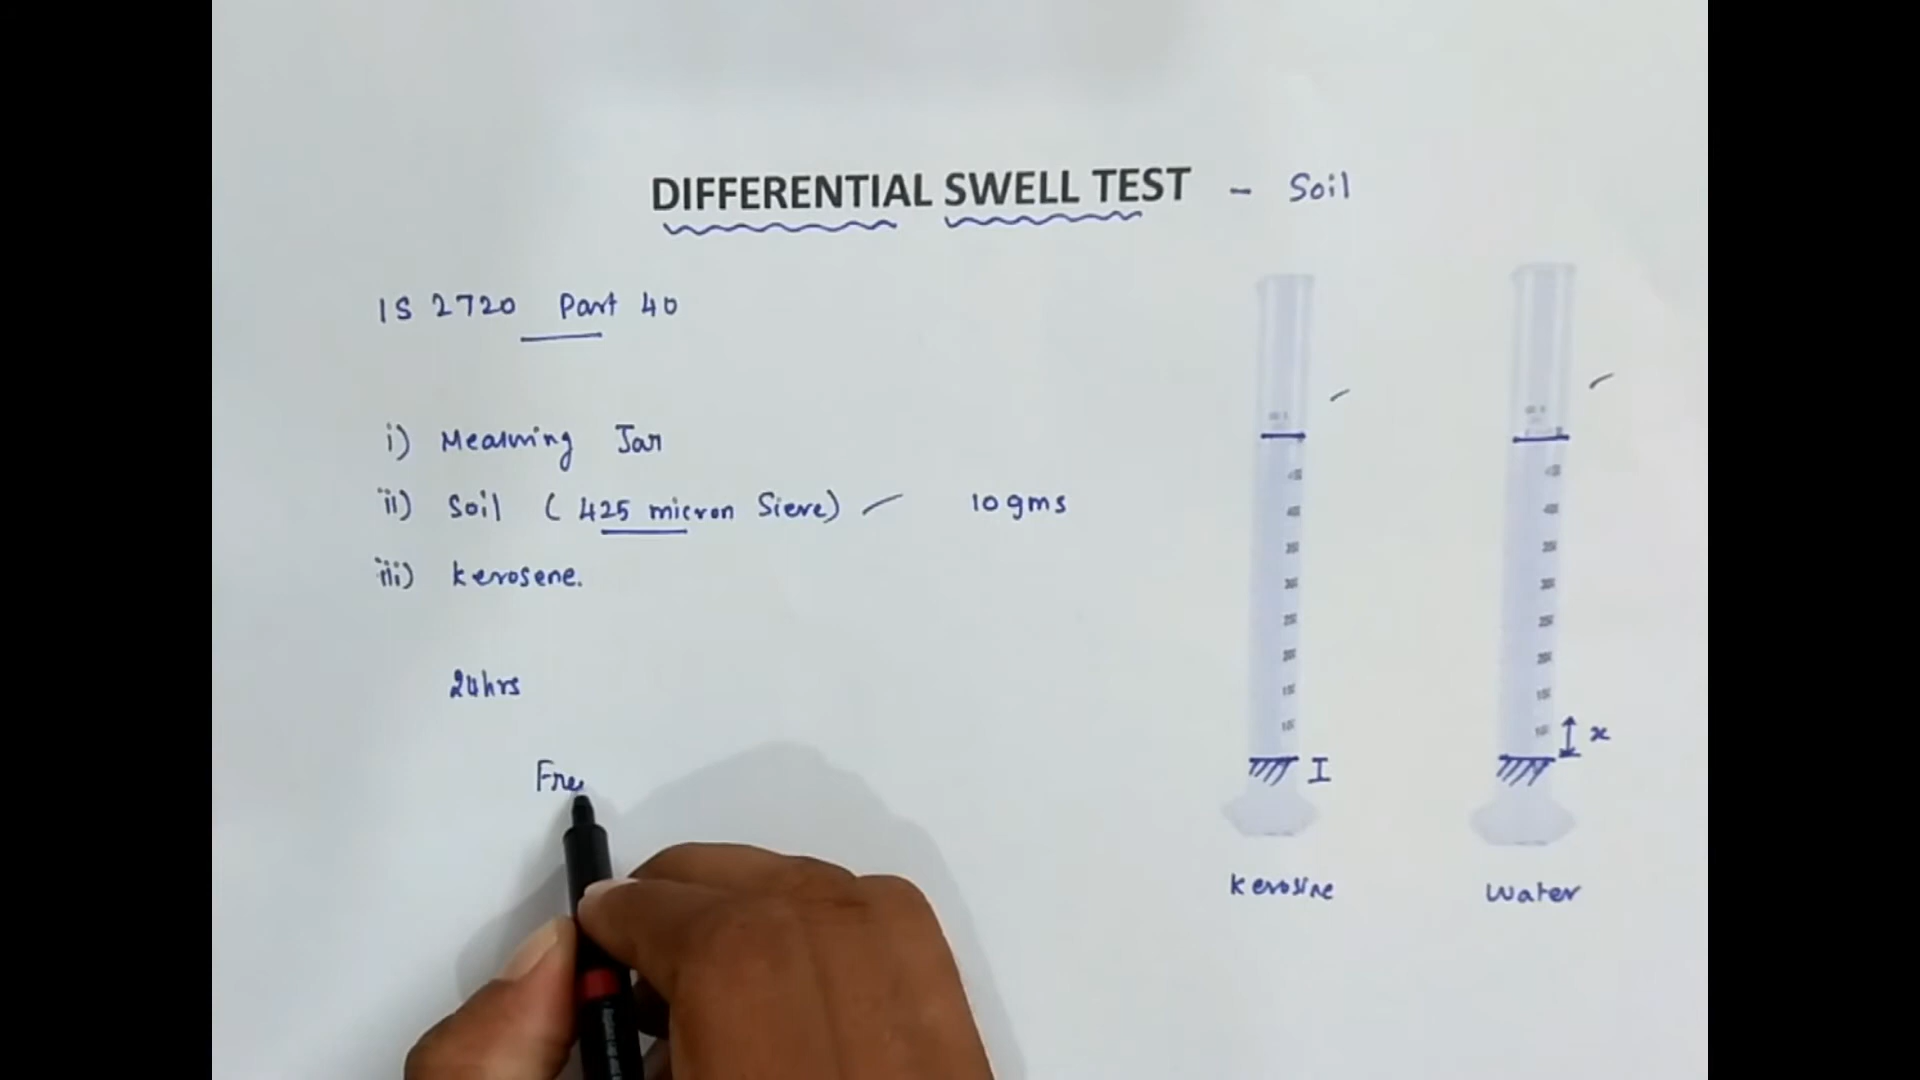 DIFFERENTIAL SWELL TEST - Soil
IS 2720 Part 40
i) Measuring Jar
ii) Soil ( 425 micron Sieve) 10 gms
iii) kerosene.
24hrs
Fre
I
x
kerosine
water